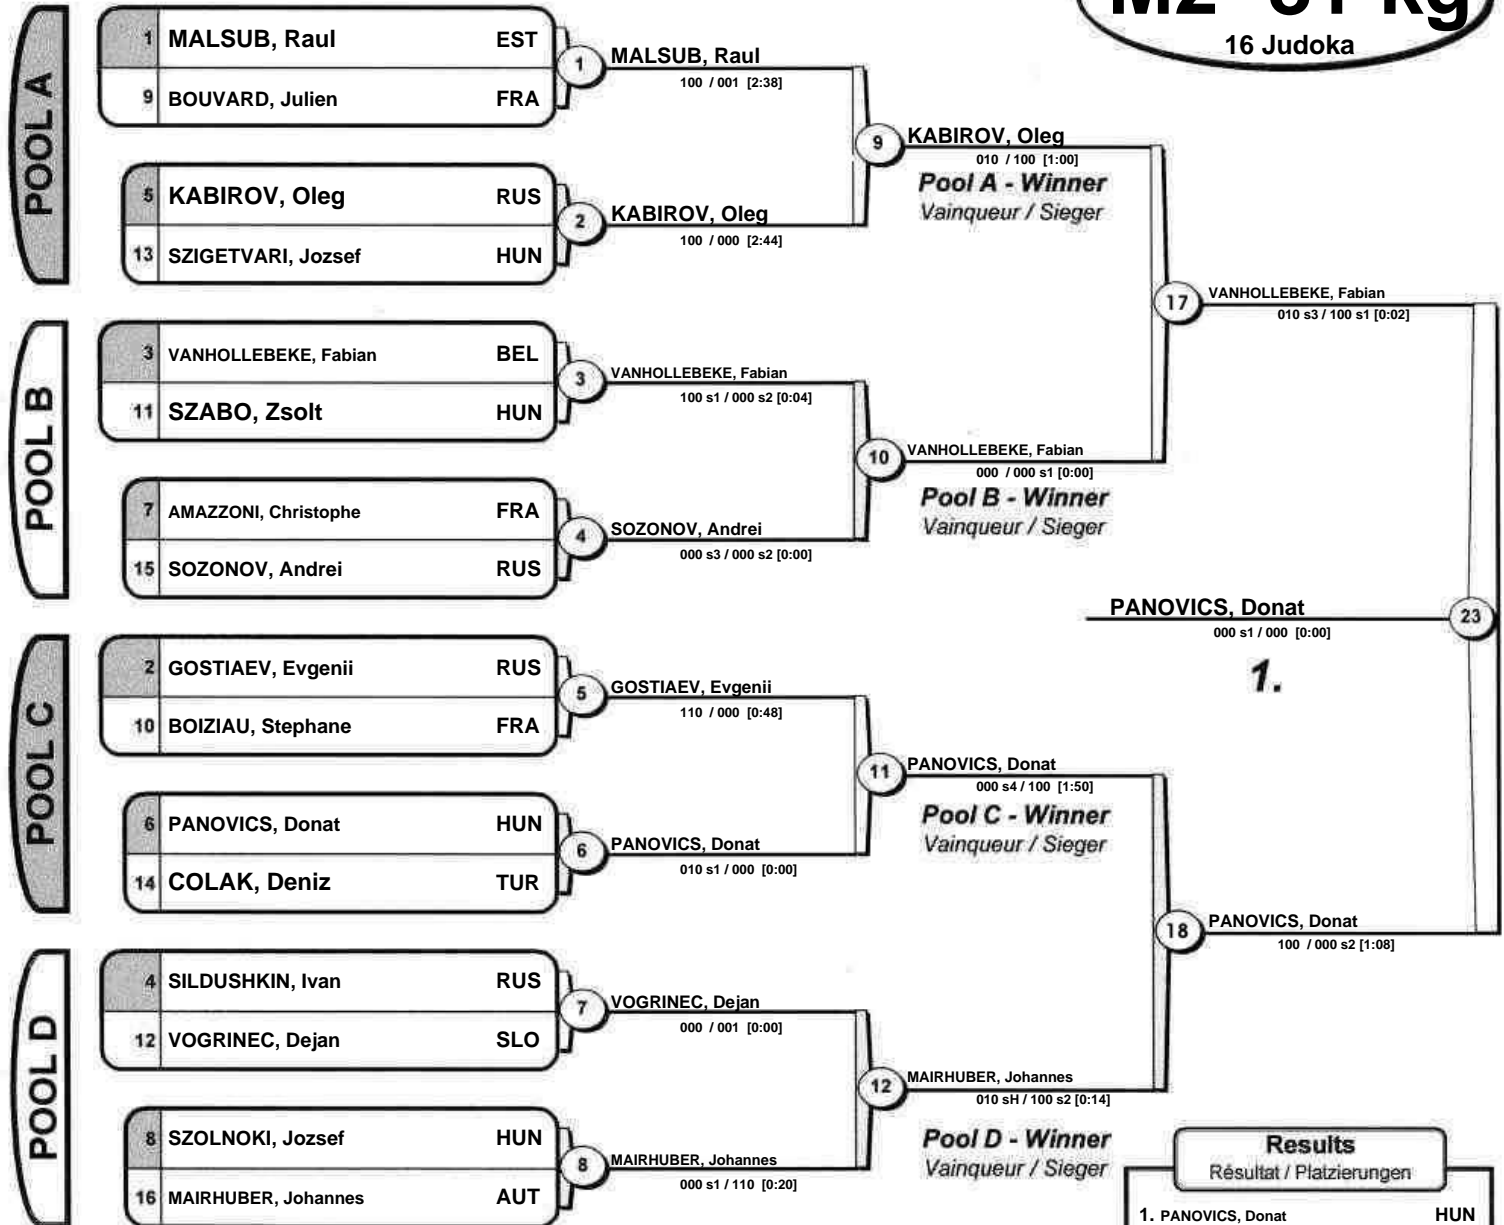 M2 -81 kg
16 Judoka
POOL A
1 MALSUB, Raul EST
9 BOUVARD, Julien FRA
1
MALSUB, Raul
100 / 001 [2:38]
5 KABIROV, Oleg RUS
13 SZIGETVARI, Jozsef HUN
2
KABIROV, Oleg
100 / 000 [2:44]
9
KABIROV, Oleg
010 / 100 [1:00]
Pool A - Winner
Vainqueur / Sieger
POOL B
3 VANHOLLEBEKE, Fabian BEL
11 SZABO, Zsolt HUN
3
VANHOLLEBEKE, Fabian
100 s1 / 000 s2 [0:04]
7 AMAZZONI, Christophe FRA
15 SOZONOV, Andrei RUS
4
SOZONOV, Andrei
000 s3 / 000 s2 [0:00]
10
VANHOLLEBEKE, Fabian
000 / 000 s1 [0:00]
Pool B - Winner
Vainqueur / Sieger
17
VANHOLLEBEKE, Fabian
010 s3 / 100 s1 [0:02]
PANOVICS, Donat
23
000 s1 / 000 [0:00]
1.
POOL C
2 GOSTIAEV, Evgenii RUS
10 BOIZIAU, Stephane FRA
5
GOSTIAEV, Evgenii
110 / 000 [0:48]
6 PANOVICS, Donat HUN
14 COLAK, Deniz TUR
6
PANOVICS, Donat
010 s1 / 000 [0:00]
11
PANOVICS, Donat
000 s4 / 100 [1:50]
Pool C - Winner
Vainqueur / Sieger
POOL D
4 SILDUSHKIN, Ivan RUS
12 VOGRINEC, Dejan SLO
7
VOGRINEC, Dejan
000 / 001 [0:00]
8 SZOLNOKI, Jozsef HUN
16 MAIRHUBER, Johannes AUT
8
MAIRHUBER, Johannes
000 s1 / 110 [0:20]
12
MAIRHUBER, Johannes
010 sH / 100 s2 [0:14]
Pool D - Winner
Vainqueur / Sieger
18
PANOVICS, Donat
100 / 000 s2 [1:08]
Results
Résultat / Platzierungen
1. PANOVICS, Donat HUN